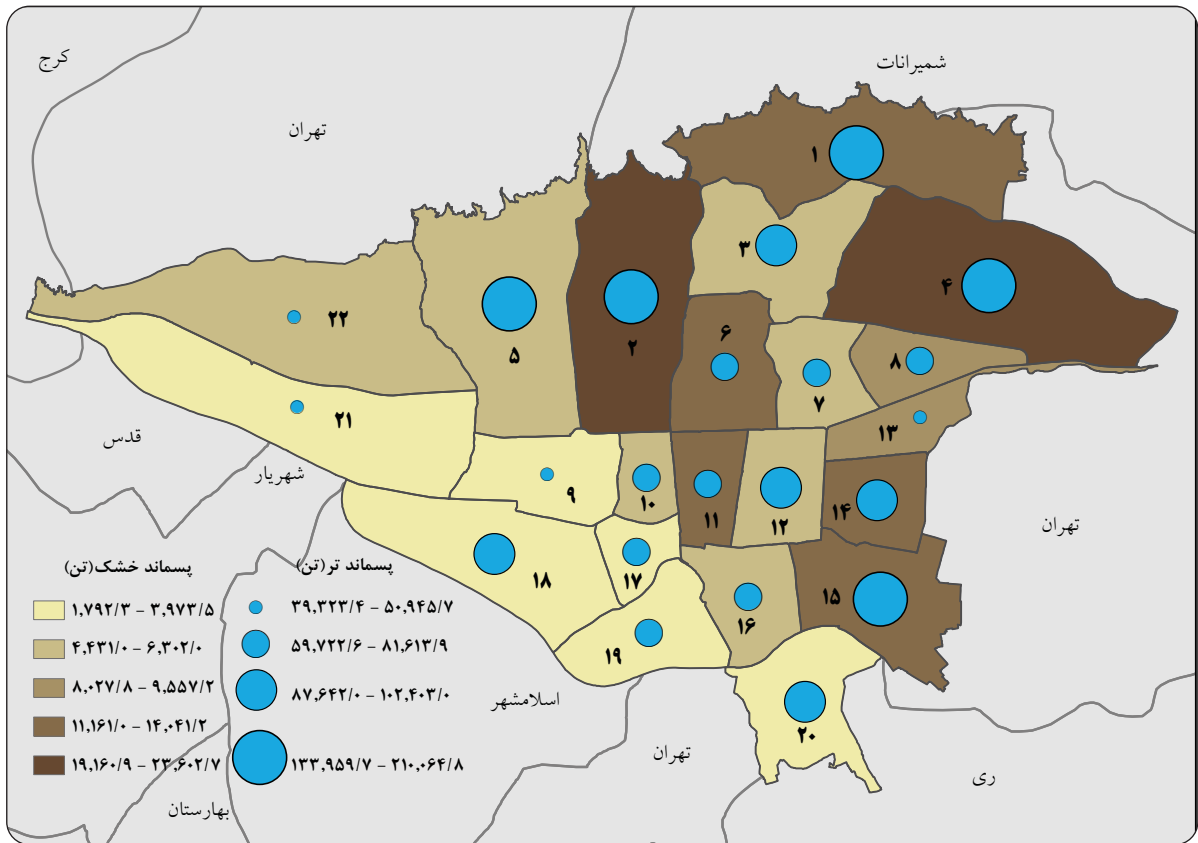 کرج
شمیرانات
تهران
۱
۳
۴
۲۲
۵
۲
۶
۸
۷
۲۱
۱۳
قدس
شهریار
۹
۱۰
۱۱
۱۲
۱۴
تهران
۱۸
۱۷
۱۶
۱۵
۱۹
۲۰
اسلامشهر
تهران
ری
بهارستان
پسماند خشک(تن)
۱,۷۹۲/۳ – ۳,۹۷۳/۵
۴,۴۳۱/۰ – ۶,۳۰۲/۰
۸,۰۲۷/۸ – ۹,۵۵۷/۲
۱۱,۱۶۱/۰ – ۱۴,۰۴۱/۲
۱۹,۱۶۰/۹ – ۲۳,۶۰۲/۷
پسماند تر(تن)
۳۹,۳۲۳/۴ – ۵۰,۹۴۵/۷
۵۹,۷۲۲/۶ – ۸۱,۶۱۳/۹
۸۷,۶۴۲/۰ – ۱۰۲,۴۰۳/۰
۱۳۳,۹۵۹/۷ – ۲۱۰,۰۶۴/۸